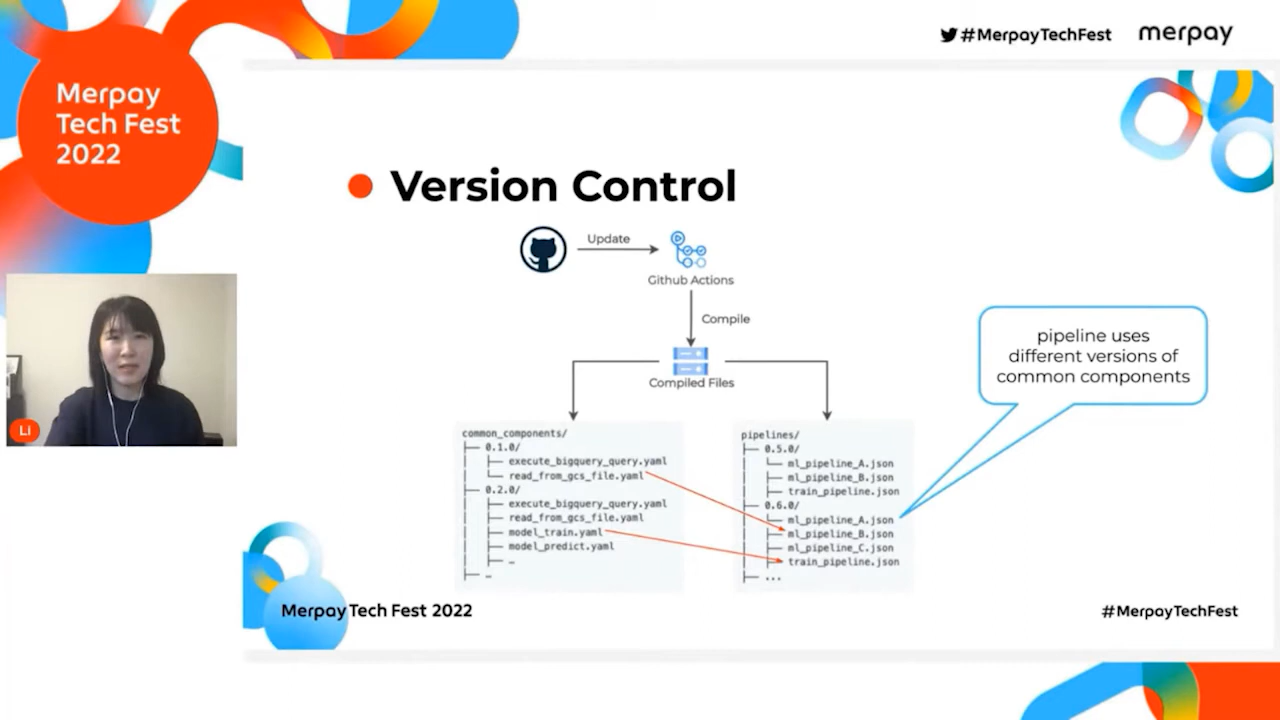 #MerpayTechFest
merpay
Merpay
Tech Fest
2022
Version Control
Update
Github Actions
Compile
Compiled Files
pipeline uses
different versions of
common components
common_components/
├── 0.1.0/
│ ├── execute_bigquery_query.yaml
│ └── read_from_gcs_file.yaml
├── 0.2.0/
│ ├── execute_bigquery_query.yaml
│ ├── read_from_gcs_file.yaml
│ ├── model_train.yaml
│ ├── model_predict.yaml
│ ├── …
├── …
pipelines/
├── 0.5.0/
│ └── ml_pipeline_A.json
│ ├── ml_pipeline_B.json
│ ├── train_pipeline.json
├── 0.6.0/
│ └── ml_pipeline_A.json
│ ├── ml_pipeline_B.json
│ ├── ml_pipeline_C.json
│ ├── train_pipeline.json
├── ...
LI
Merpay Tech Fest 2022
#MerpayTechFest